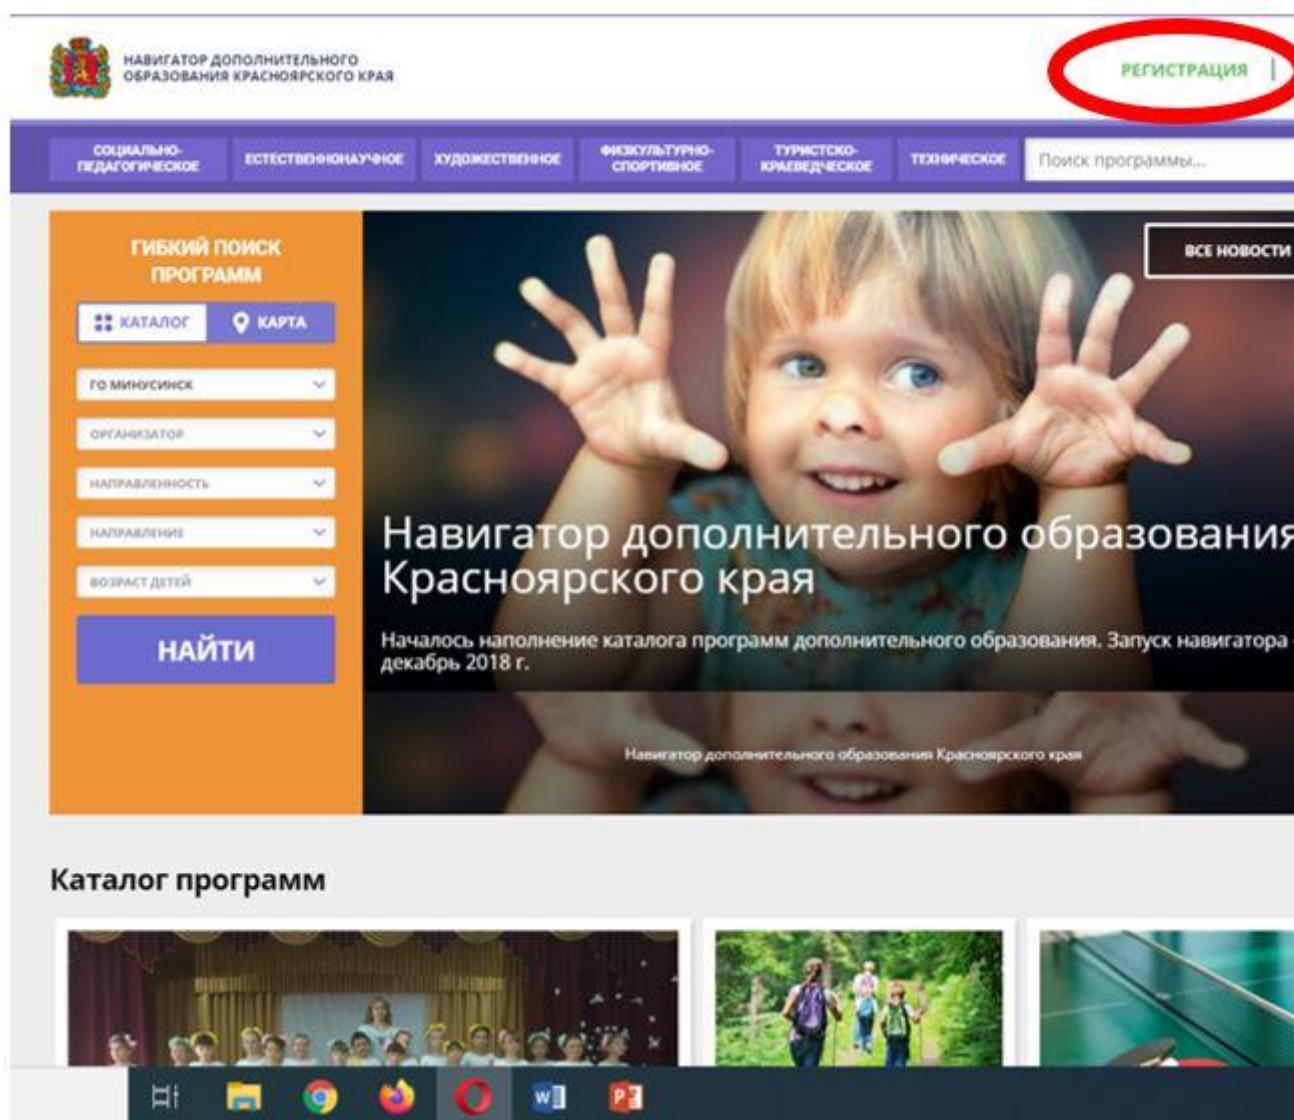 НАВИГАТОР ДОПОЛНИТЕЛЬНОГО
ОБРАЗОВАНИЯ КРАСНОЯРСКОГО КРАЯ
РЕГИСТРАЦИЯ
СОЦИАЛЬНО-
ПЕДАГОГИЧЕСКОЕ
ЕСТЕСТВЕННОНАУЧНОЕ
ХУДОЖЕСТВЕННОЕ
ФИЗКУЛЬТУРНО-
СПОРТИВНОЕ
ТУРИСТСКО-
КРАЕВЕДЧЕСКОЕ
ТЕХНИЧЕСКОЕ
Поиск программы...
ГИБКИЙ ПОИСК
ПРОГРАММ
КАТАЛОГ
КАРТА
ГО МИНУСИНСК
ОРГАНИЗАТОР
НАПРАВЛЕННОСТЬ
НАПРАВЛЕНИЕ
ВОЗРАСТ ДЕТЕЙ
НАЙТИ
ВСЕ НОВОСТИ
Навигатор дополнительного образования
Красноярского края
Началось наполнение каталога программ дополнительного образования. Запуск навигатора -
декабрь 2018 г.
Навигатор дополнительного образования Красноярского края
Каталог программ